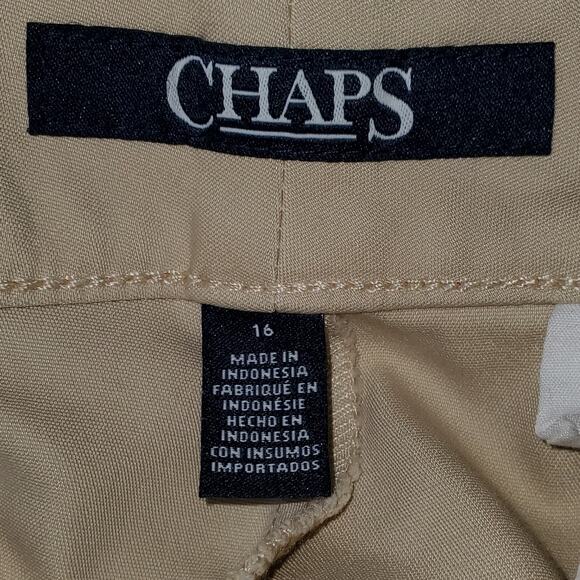 CHAPS
16
MADE IN
INDONESIA
FABRIQUÉ EN
INDONÉSIE
HECHO EN
INDONESIA
CON INSUMOS
IMPORTADOS